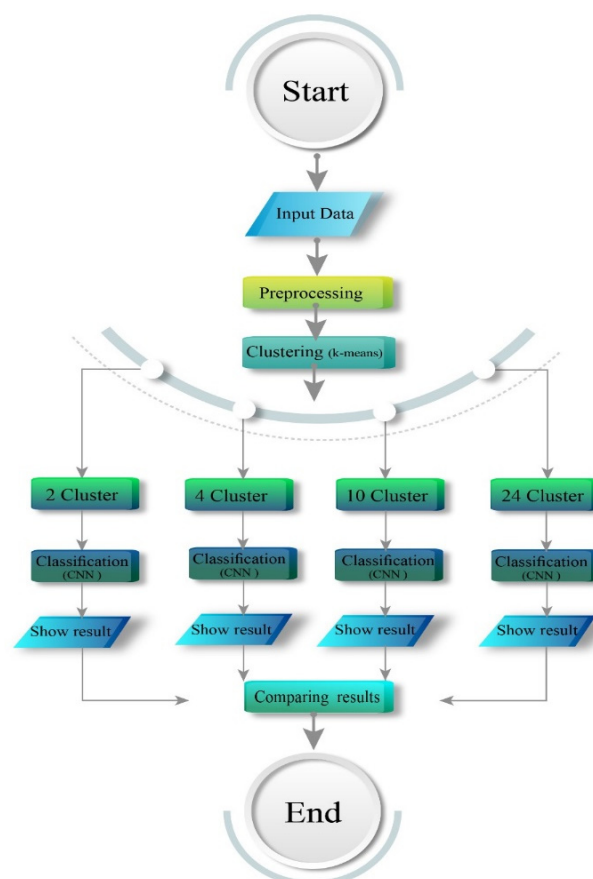 Start
Input Data
Preprocessing
Clustering (k-means)
2 Cluster
4 Cluster
10 Cluster
24 Cluster
Classification
(CNN )
Classification
(CNN )
Classification
(CNN )
Classification
(CNN )
Show result
Show result
Show result
Show result
Comparing results
End